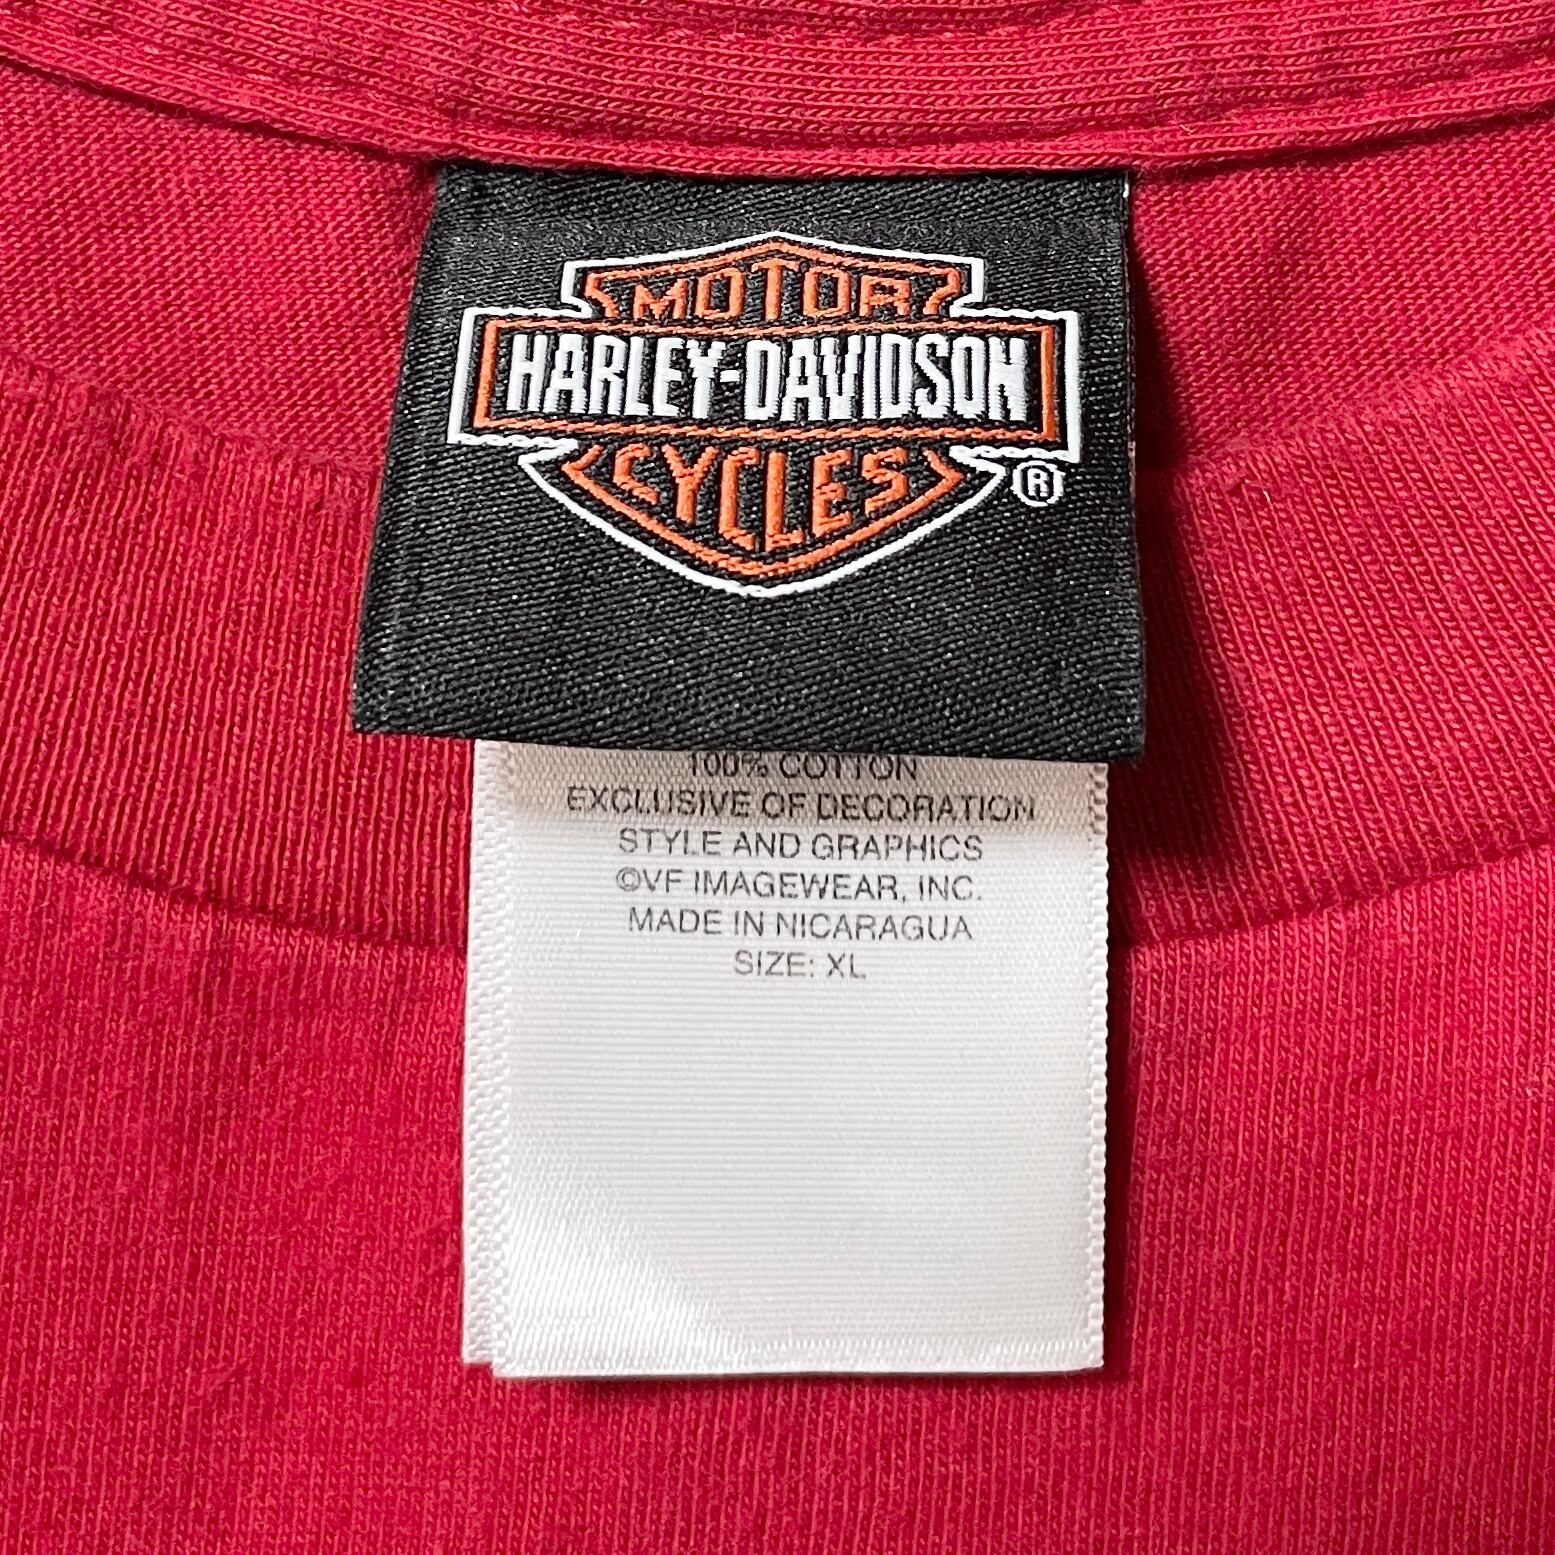 MOTOR
HARLEY-DAVIDSON
CYCLES
®
100% COTTON
EXCLUSIVE OF DECORATION
STYLE AND GRAPHICS
©VF IMAGEWEAR, INC.
MADE IN NICARAGUA
SIZE: XL